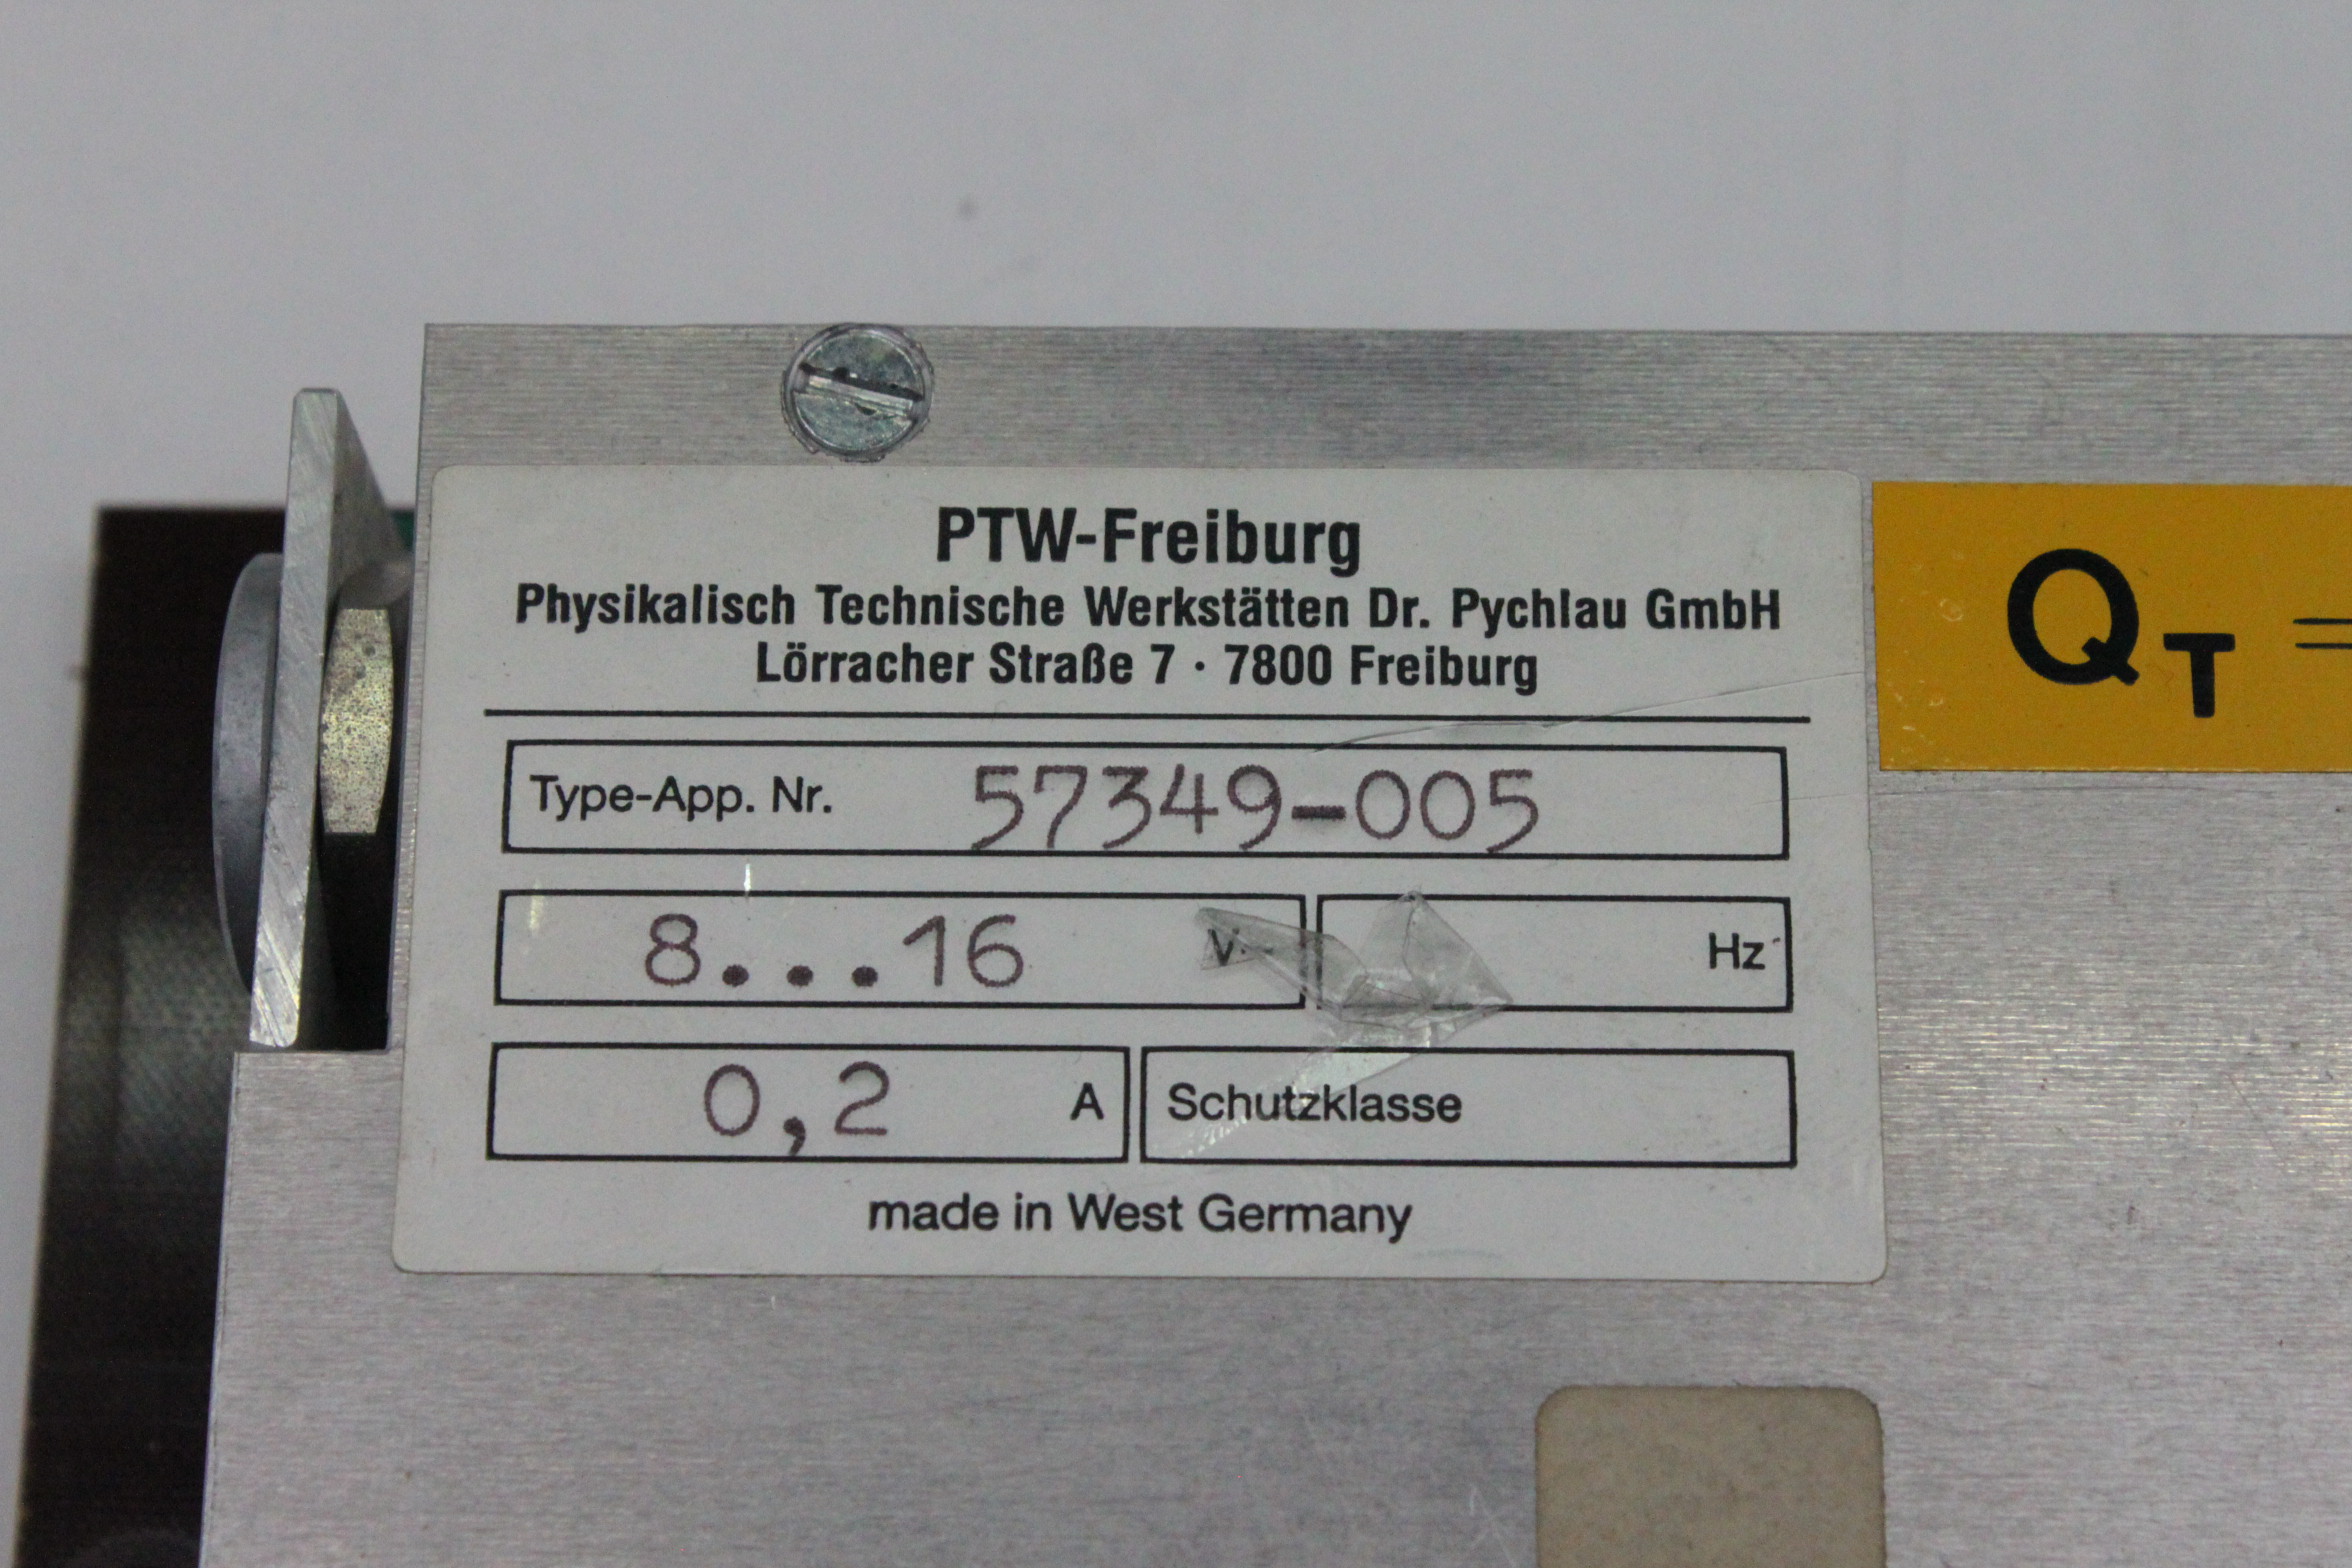 PTW-Freiburg
Physikalisch Technische Werkstätten Dr. Pychlau GmbH
Lörracher Straße 7 · 7800 Freiburg
Type-App. Nr. 57349-005
8...16 V Hz
0,2 A Schutzklasse
made in West Germany
Q_T =